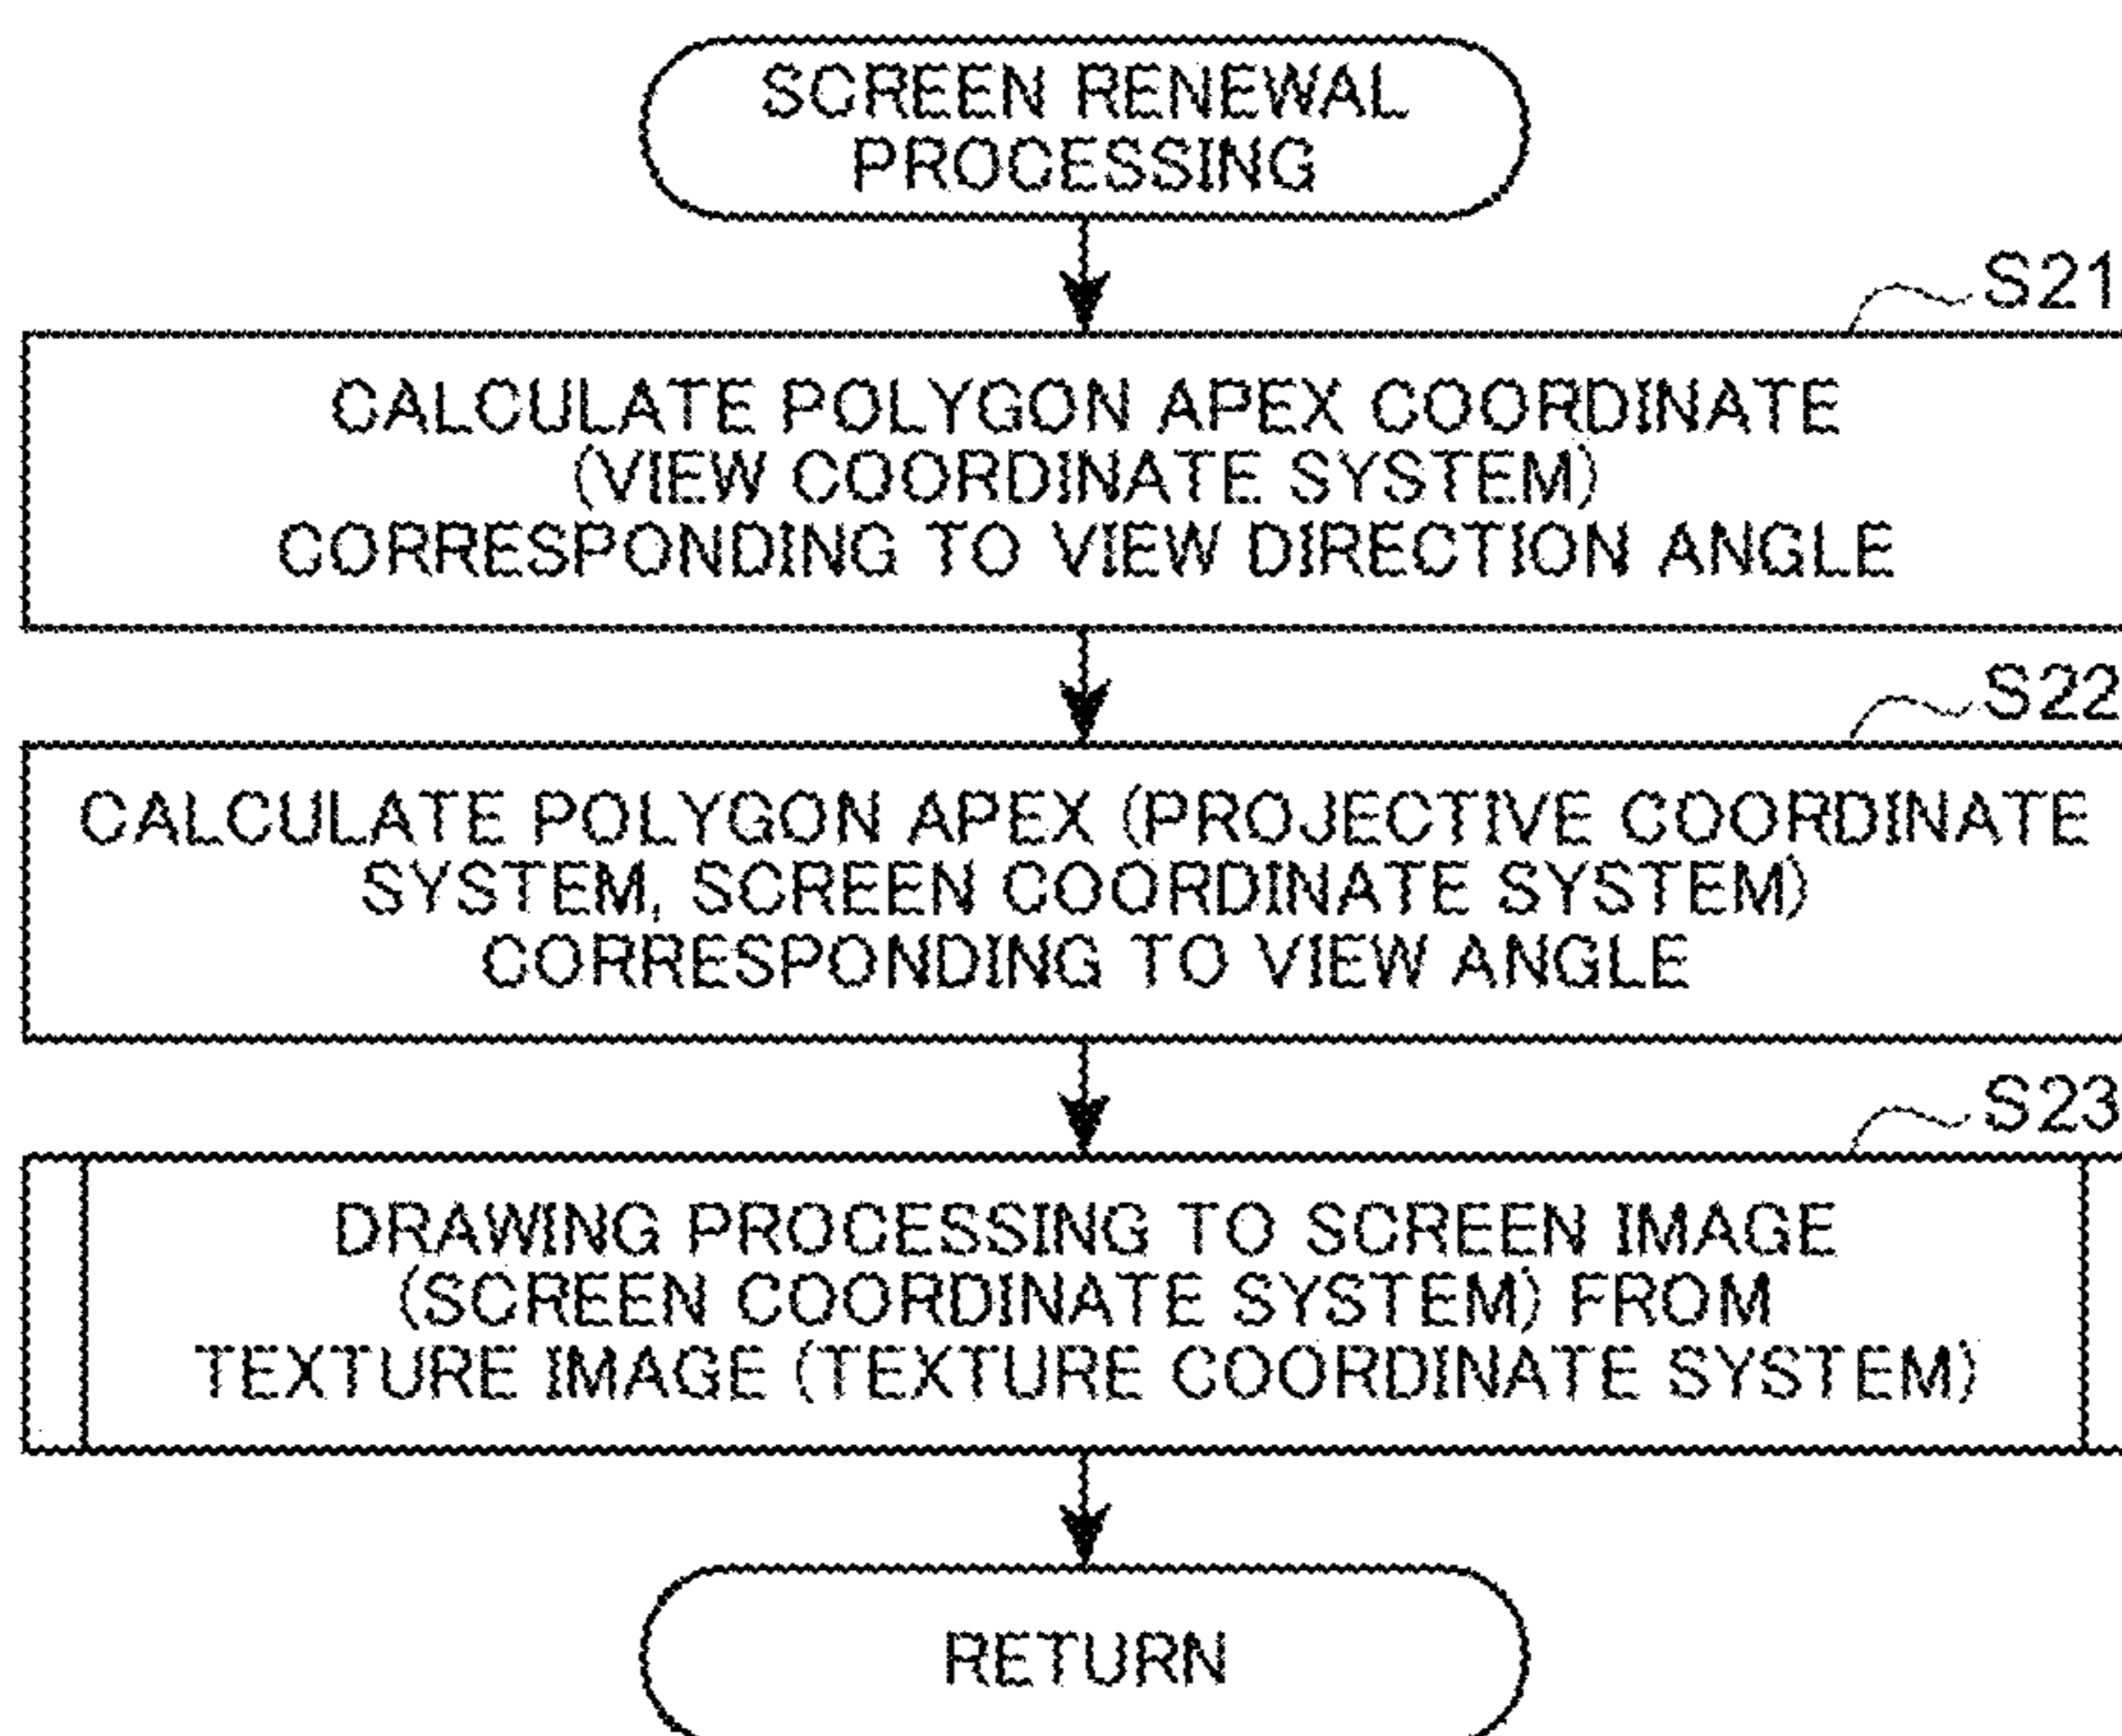 SCREEN RENEWAL
PROCESSING
S21
CALCULATE POLYGON APEX COORDINATE
(VIEW COORDINATE SYSTEM)
CORRESPONDING TO VIEW DIRECTION ANGLE
S22
CALCULATE POLYGON APEX (PROJECTIVE COORDINATE
SYSTEM, SCREEN COORDINATE SYSTEM)
CORRESPONDING TO VIEW ANGLE
S23
DRAWING PROCESSING TO SCREEN IMAGE
(SCREEN COORDINATE SYSTEM) FROM
TEXTURE IMAGE (TEXTURE COORDINATE SYSTEM)
RETURN